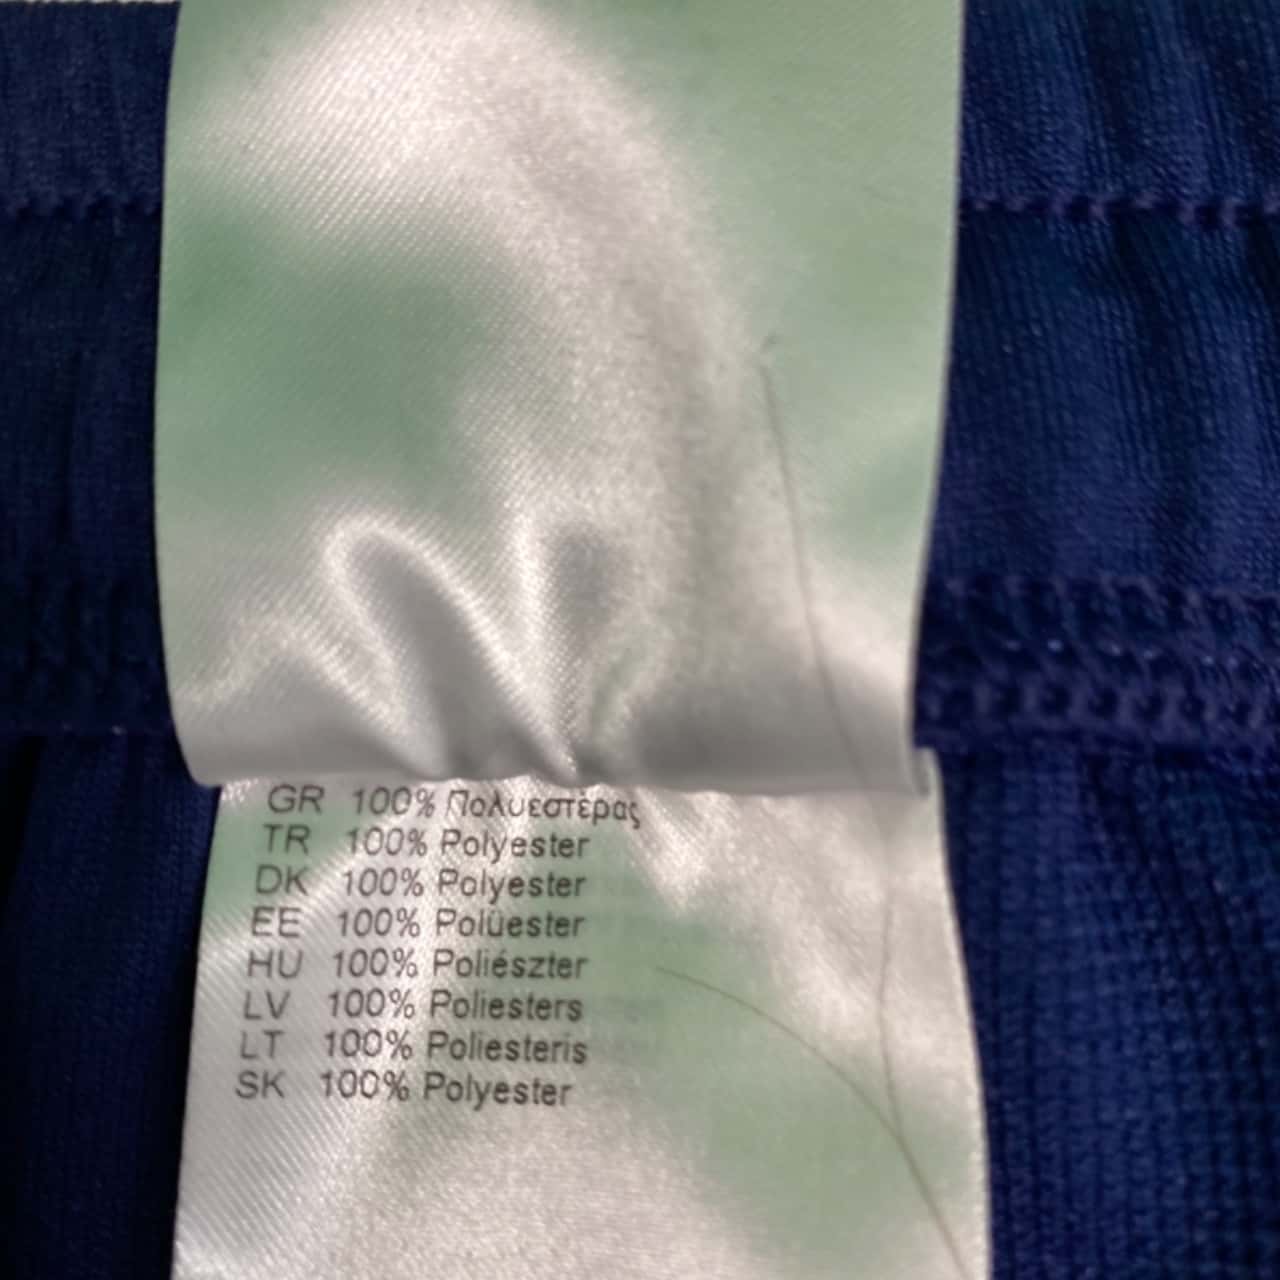 GR 100% Πολυεστέρας
TR 100% Polyester
DK 100% Polyester
EE 100% Polüester
HU 100% Poliészter
LV 100% Poliesters
LT 100% Poliesteris
SK 100% Polyester